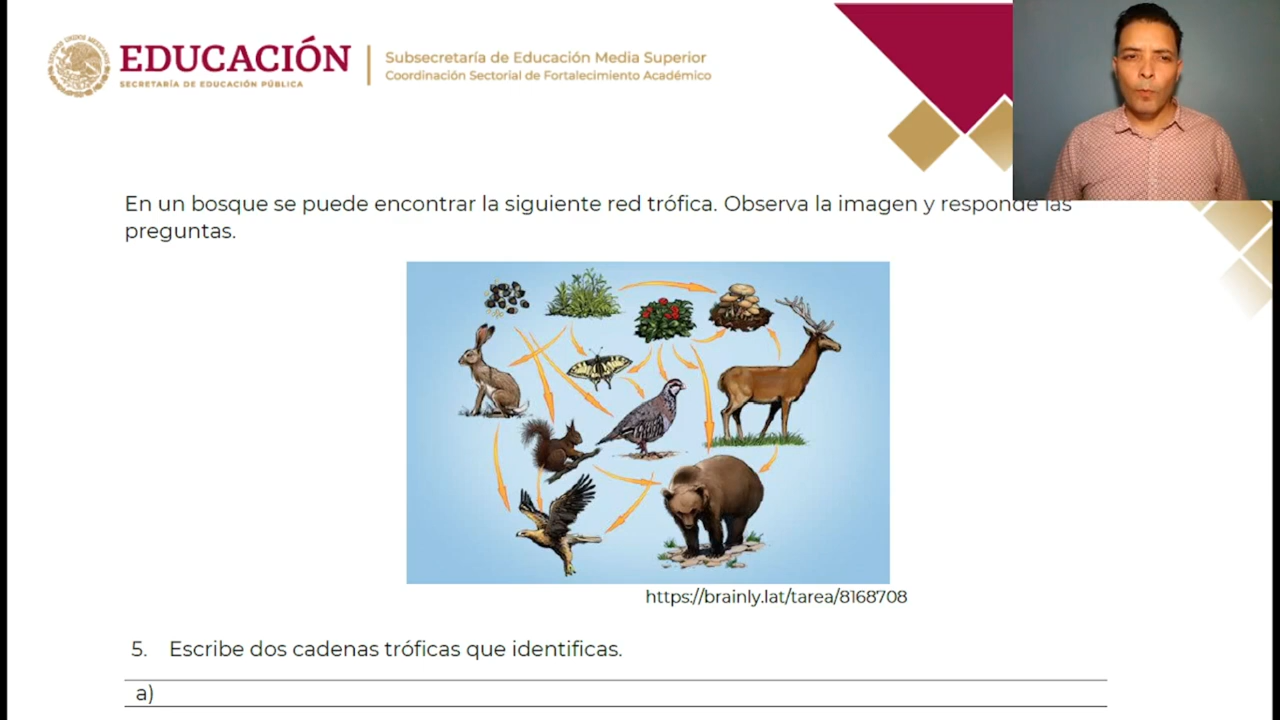 EDUCACIÓN
SECRETARÍA DE EDUCACIÓN PÚBLICA
Subsecretaría de Educación Media Superior
Coordinación Sectorial de Fortalecimiento Académico
En un bosque se puede encontrar la siguiente red trófica. Observa la imagen y responde las
preguntas.
https://brainly.lat/tarea/8168708
5. Escribe dos cadenas tróficas que identificas.
a)